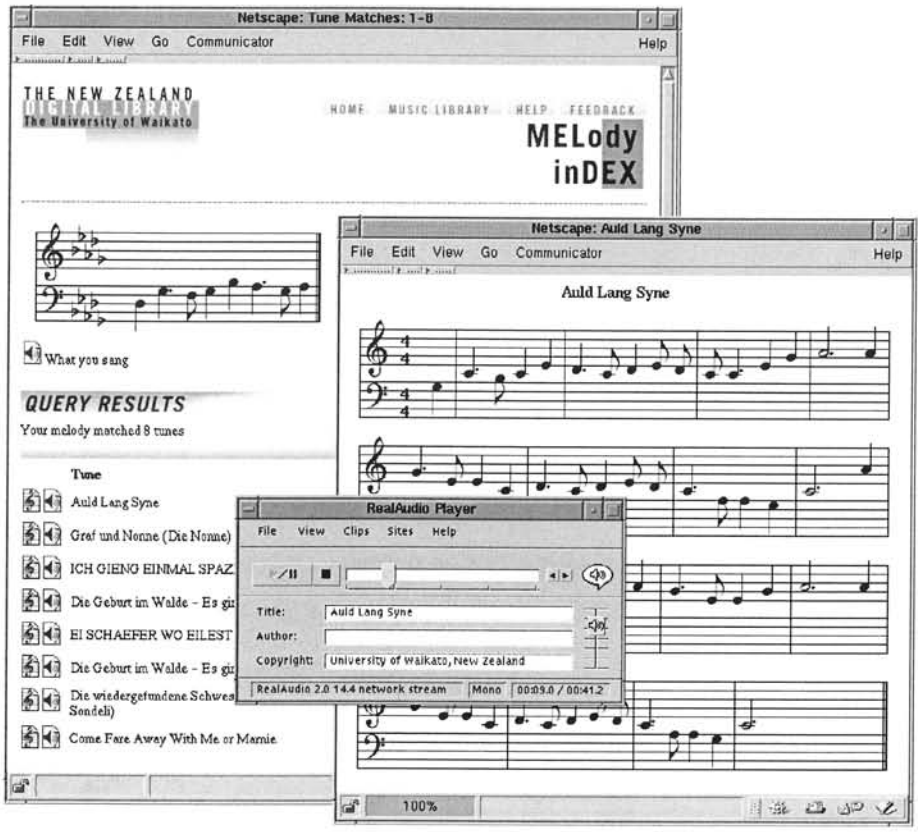 Netscape: Tune Matches: 1-8
File Edit View Go Communicator Help
THE NEW ZEALAND
DIGITAL LIBRARY
The University of Waikato
HOME MUSIC LIBRARY HELP FEEDBACK
MELody
inDEX
What you sang
QUERY RESULTS
Your melody matched 8 tunes
Tune
Auld Lang Syne
Graf und Nonne (Die Nonne)
ICH GIENG EINMAL SPAZ
Die Geburt im Walde - Es gir
EI SCHAEFER WO EILEST
Die Geburt im Walde - Es gir
Die wiedergefundene Schwes
Sondeli)
Come Fare Away With Me or Mamie
Netscape: Auld Lang Syne
File Edit View Go Communicator Help
Auld Lang Syne
4
4
4
4
100%
RealAudio Player
File View Clips Sites Help
Title: Auld Lang Syne
Author:
Copyright: University of Waikato, New Zealand
RealAudio 2.0 14.4 network stream Mono 00:09.0 / 00:41.2